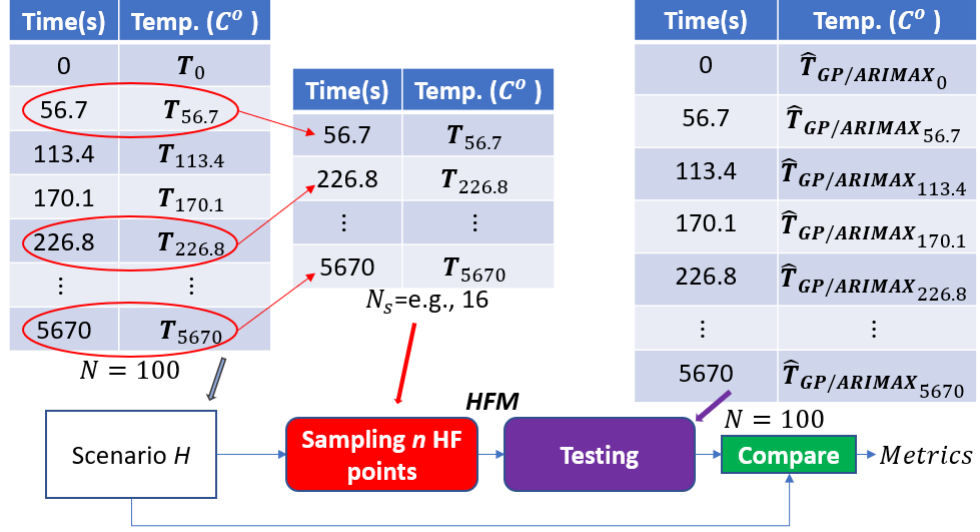 Time(s) Temp. (C^o)
0 T_0
56.7 T_56.7
113.4 T_113.4
170.1 T_170.1
226.8 T_226.8
⋮ ⋮
5670 T_5670
N = 100
Time(s) Temp. (C^o )
56.7 T_56.7
226.8 T_226.8
⋮ ⋮
5670 T_5670
N_s=e.g., 16
Time(s) Temp. (C^o )
0 T̂_GP/ARIMAX_0
56.7 T̂_GP/ARIMAX_56.7
113.4 T̂_GP/ARIMAX_113.4
170.1 T̂_GP/ARIMAX_170.1
226.8 T̂_GP/ARIMAX_226.8
⋮ ⋮
5670 T̂_GP/ARIMAX_5670
N = 100
HFM
Scenario H
Sampling n HF
points
Testing
Compare
Metrics